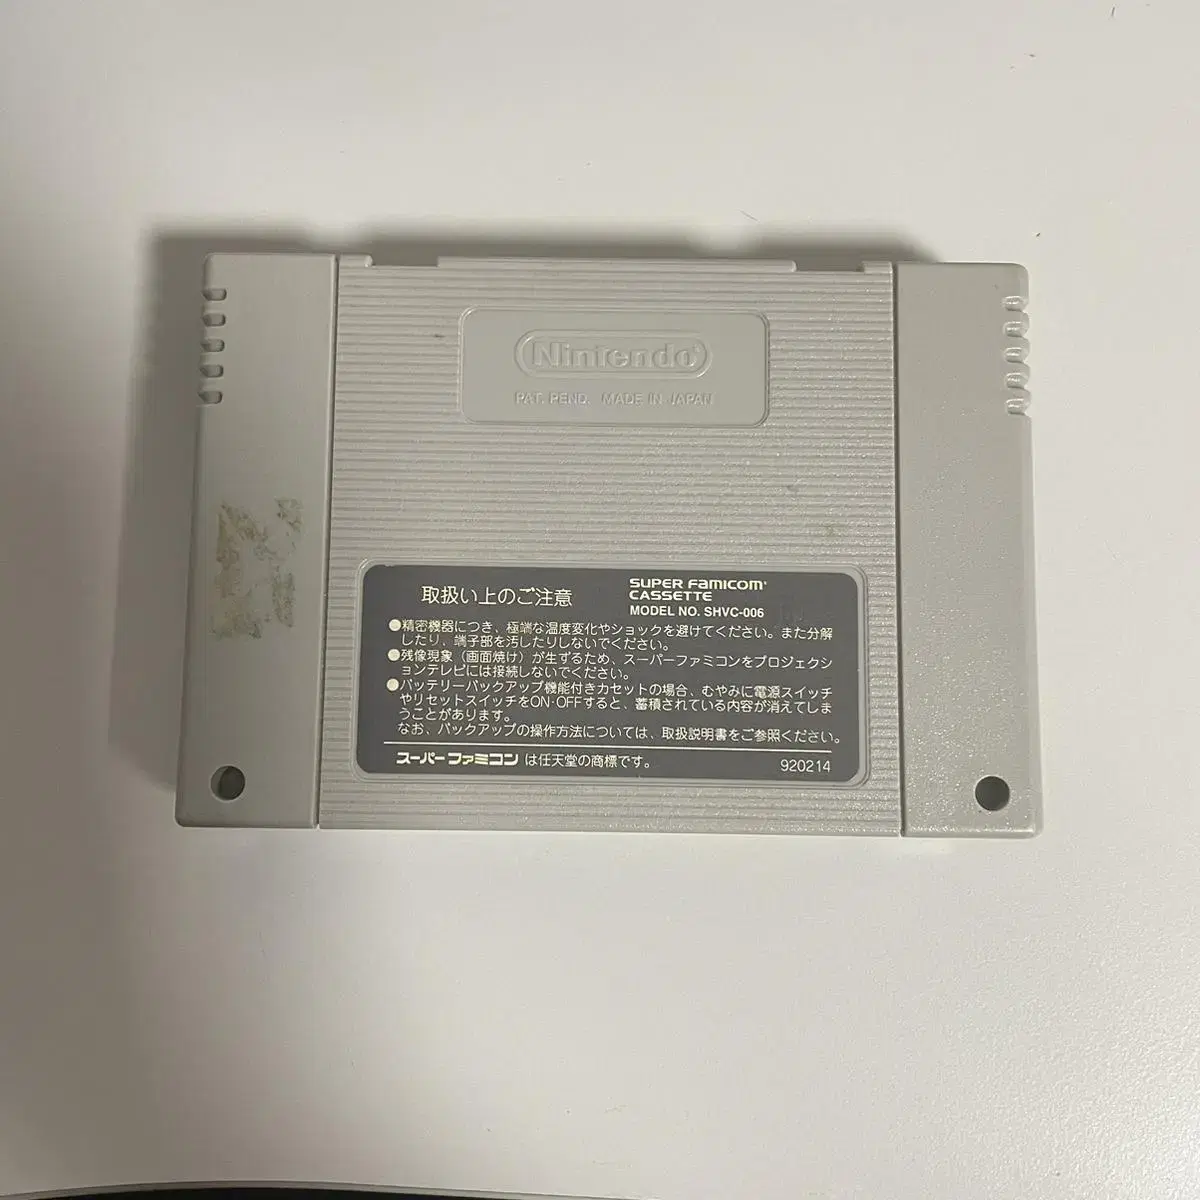 Nintendo®
PAT. PEND. MADE IN JAPAN
取扱い上のご注意
SUPER FAMICOM®
CASSETTE
MODEL NO. SHVC-006
●精密機器につき、極端な温度変化やショックを避けてください。また分解
したり、端子部を汚したりしないでください。
●残像現象（画面焼け）が生ずるため、スーパーファミコンをプロジェクシ
ョンテレビには接続しないでください。
●バッテリーバックアップ機能付きカセットの場合、むやみに電源スイッチ
やリセットスイッチをON·OFFすると、蓄積されている内容が消えてしま
うことがあります。
なお、バックアップの操作方法については、取扱説明書をご参照ください。
スーパーファミコンは任天堂の商標です。
920214